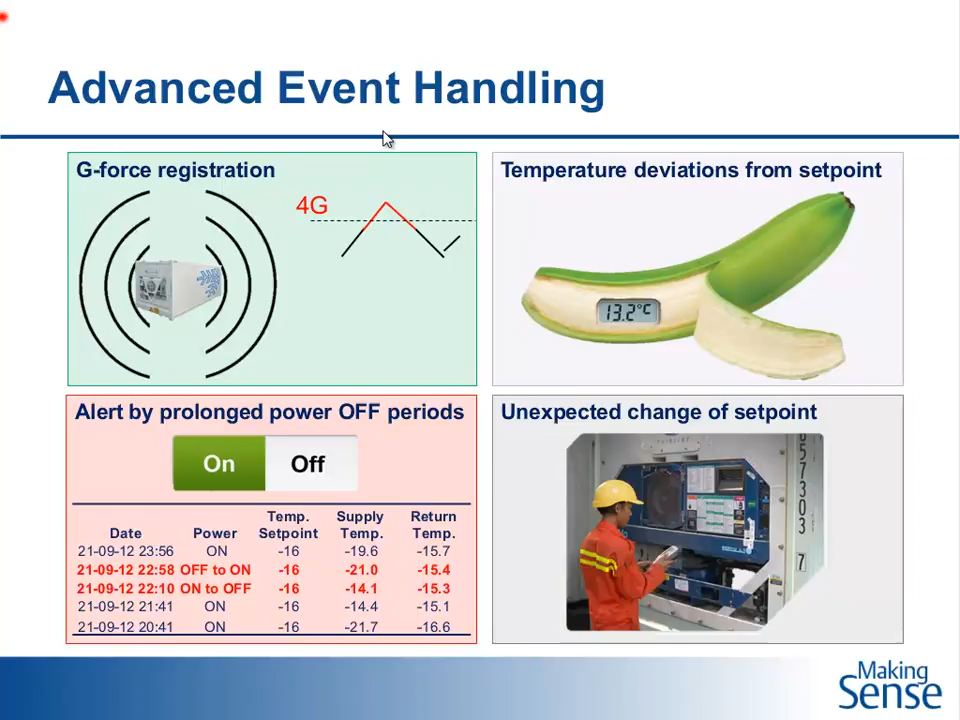 Advanced Event Handling
G-force registration
4G
Temperature deviations from setpoint
13.2°C
Alert by prolonged power OFF periods
On Off
Date Power Temp. Setpoint Supply Temp. Return Temp.
21-09-12 23:56 ON -16 -19.6 -15.7
21-09-12 22:58 OFF to ON -16 -21.0 -15.4
21-09-12 22:10 ON to OFF -16 -14.1 -15.3
21-09-12 21:41 ON -16 -14.4 -15.1
21-09-12 20:41 ON -16 -21.7 -16.6
Unexpected change of setpoint
57303
7
Making
Sense